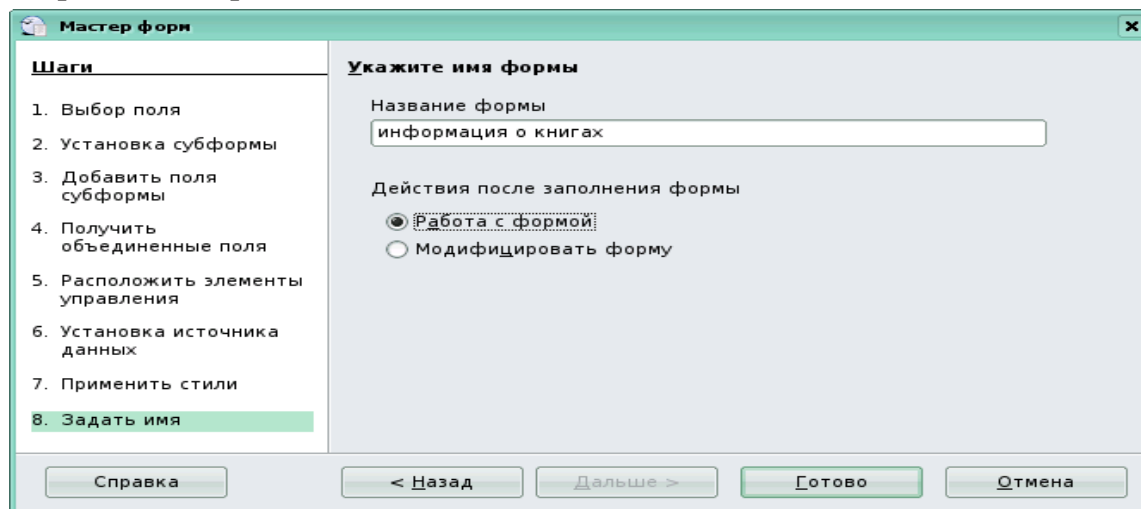 Мастер форм
Шаги
1. Выбор поля
2. Установка субформы
3. Добавить поля
субформы
4. Получить
объединенные поля
5. Расположить элементы
управления
6. Установка источника
данных
7. Применить стили
8. Задать имя
Укажите имя формы
Название формы
информация о книгах
Действия после заполнения формы
Работа с формой
Модифицировать форму
Справка
< Назад
Дальше >
Готово
Отмена